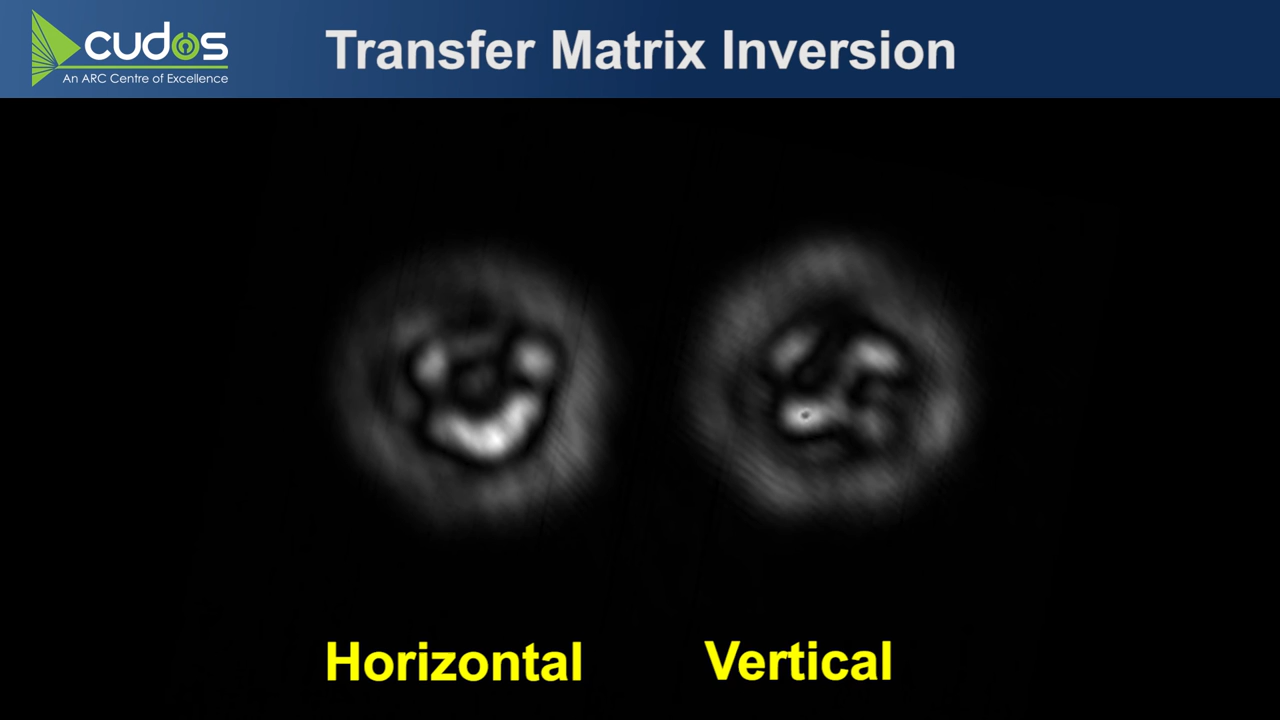 cudos
An ARC Centre of Excellence
Transfer Matrix Inversion
Horizontal
Vertical